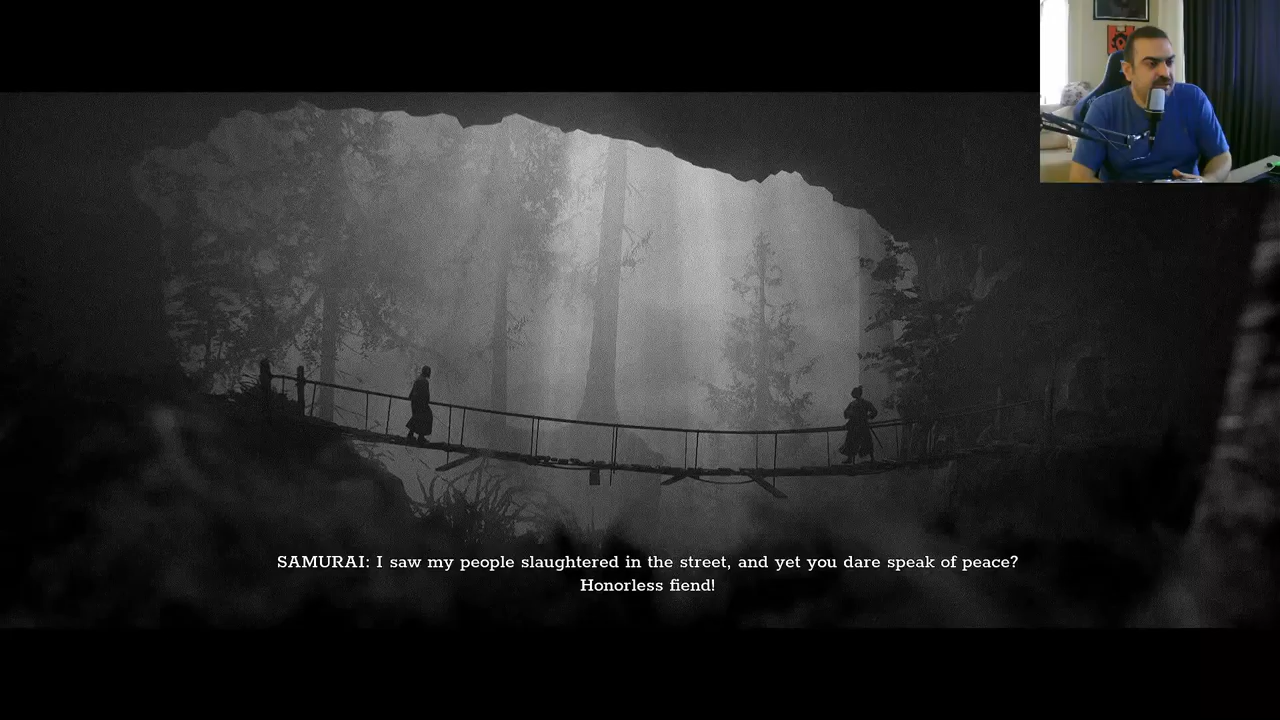 SAMURAI: I saw my people slaughtered in the street, and yet you dare speak of peace?
Honorless fiend!